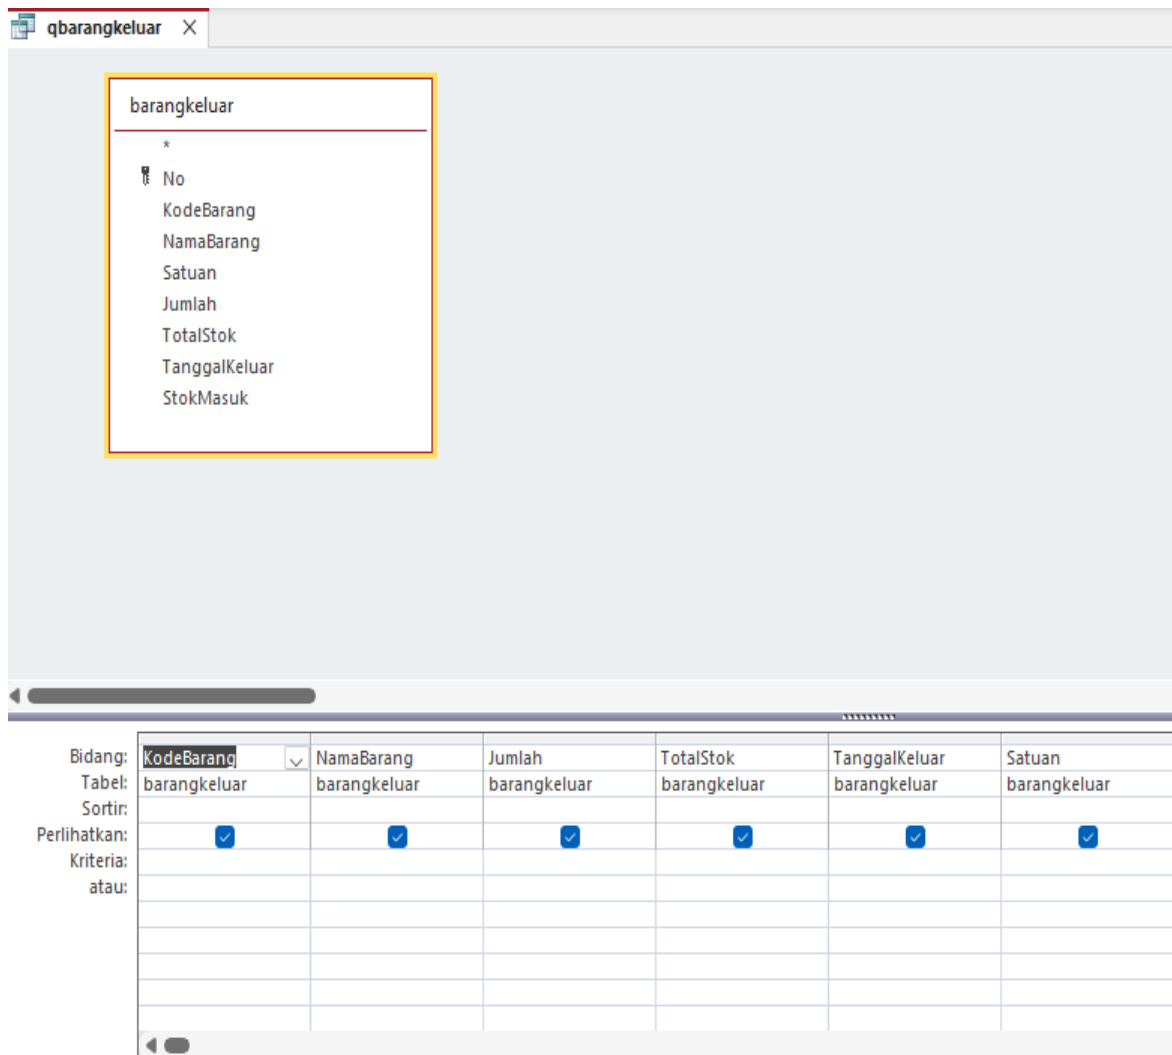 qbarangkeluar
barangkeluar
*
No
KodeBarang
NamaBarang
Satuan
Jumlah
TotalStok
TanggalKeluar
StokMasuk
Bidang: KodeBarang NamaBarang Jumlah TotalStok TanggalKeluar Satuan
Tabel: barangkeluar barangkeluar barangkeluar barangkeluar barangkeluar barangkeluar
Sortir:
Perlihatkan:
Kriteria:
atau: